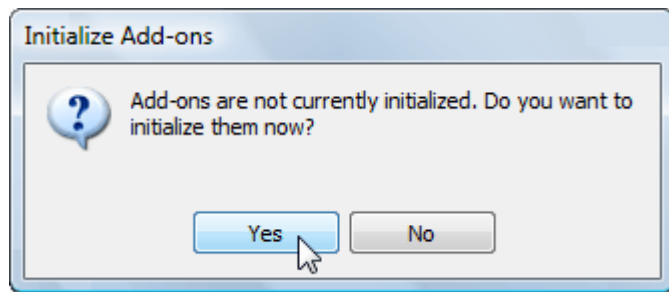 Initialize Add-ons
Add-ons are not currently initialized. Do you want to
initialize them now?
Yes
No